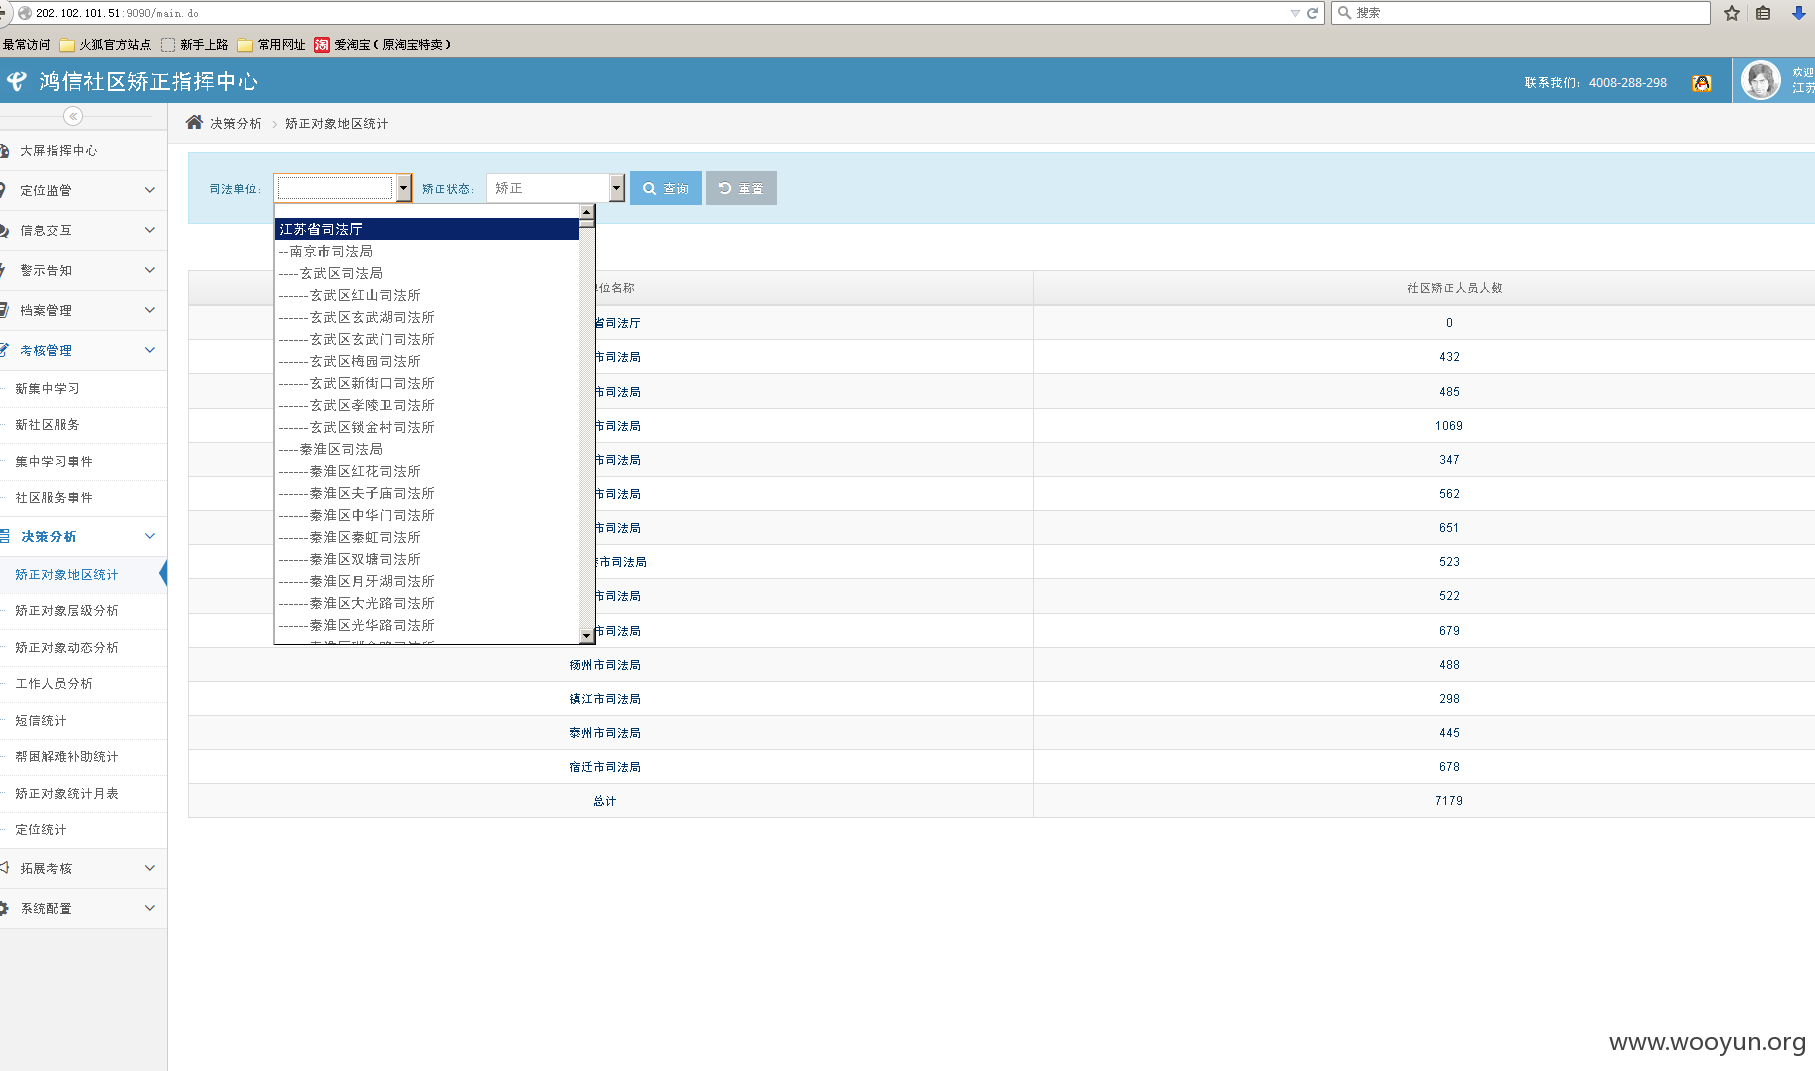 202.102.101.51:9090/main.do
搜索
最常访问 火狐官方站点 新手上路 常用网址 淘 爱淘宝（原淘宝特卖）
鸿信社区矫正指挥中心
联系我们: 4008-288-298
欢迎
江苏
决策分析 > 矫正对象地区统计
大屏指挥中心
定位监管
信息交互
警示告知
档案管理
考核管理
新集中学习
新社区服务
集中学习事件
社区服务事件
决策分析
矫正对象地区统计
矫正对象层级分析
矫正对象动态分析
工作人员分析
短信统计
帮困解难补助统计
矫正对象统计月表
定位统计
拓展考核
系统配置
司法单位: 矫正状态: 矫正 查询 重置
江苏省司法厅
--南京市司法局
----玄武区司法局
------玄武区红山司法所
------玄武区玄武湖司法所
------玄武区玄武门司法所
------玄武区梅园司法所
------玄武区新街口司法所
------玄武区孝陵卫司法所
------玄武区锁金村司法所
----秦淮区司法局
------秦淮区红花司法所
------秦淮区夫子庙司法所
------秦淮区中华门司法所
------秦淮区秦虹司法所
------秦淮区双塘司法所
------秦淮区月牙湖司法所
------秦淮区大光路司法所
------秦淮区光华路司法所
位名称 社区矫正人员人数
省司法厅 0
市司法局 432
市司法局 485
市司法局 1069
市司法局 347
市司法局 562
市司法局 651
市司法局 523
市司法局 522
市司法局 679
扬州市司法局 488
镇江市司法局 298
泰州市司法局 445
宿迁市司法局 678
总计 7179
www.wooyun.org